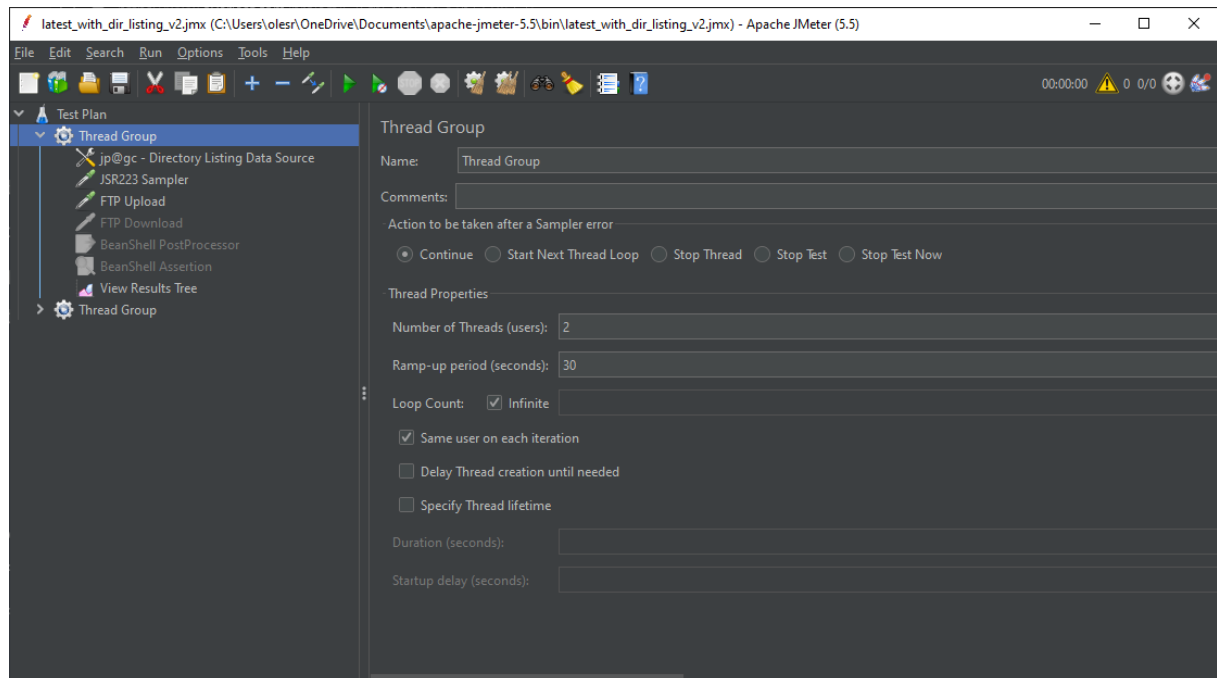 latest_with_dir_listing_v2.jmx (C:\Users\olesr\OneDrive\Documents\apache-jmeter-5.5\bin\latest_with_dir_listing_v2.jmx) - Apache JMeter (5.5)
File Edit Search Run Options Tools Help
00:00:00 0 0/0
Test Plan
Thread Group
jp@gc - Directory Listing Data Source
JSR223 Sampler
FTP Upload
FTP Download
BeanShell PostProcessor
BeanShell Assertion
View Results Tree
Thread Group
Thread Group
Name: Thread Group
Comments:
Action to be taken after a Sampler error
Continue Start Next Thread Loop Stop Thread Stop Test Stop Test Now
Thread Properties
Number of Threads (users): 2
Ramp-up period (seconds): 30
Loop Count: Infinite
Same user on each iteration
Delay Thread creation until needed
Specify Thread lifetime
Duration (seconds):
Startup delay (seconds):